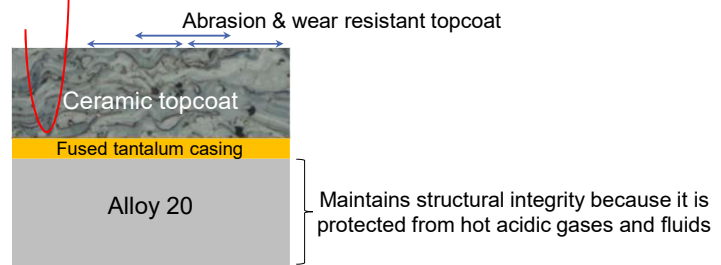 Abrasion & wear resistant topcoat
Ceramic topcoat
Fused tantalum casing
Alloy 20
Maintains structural integrity because it is
protected from hot acidic gases and fluids